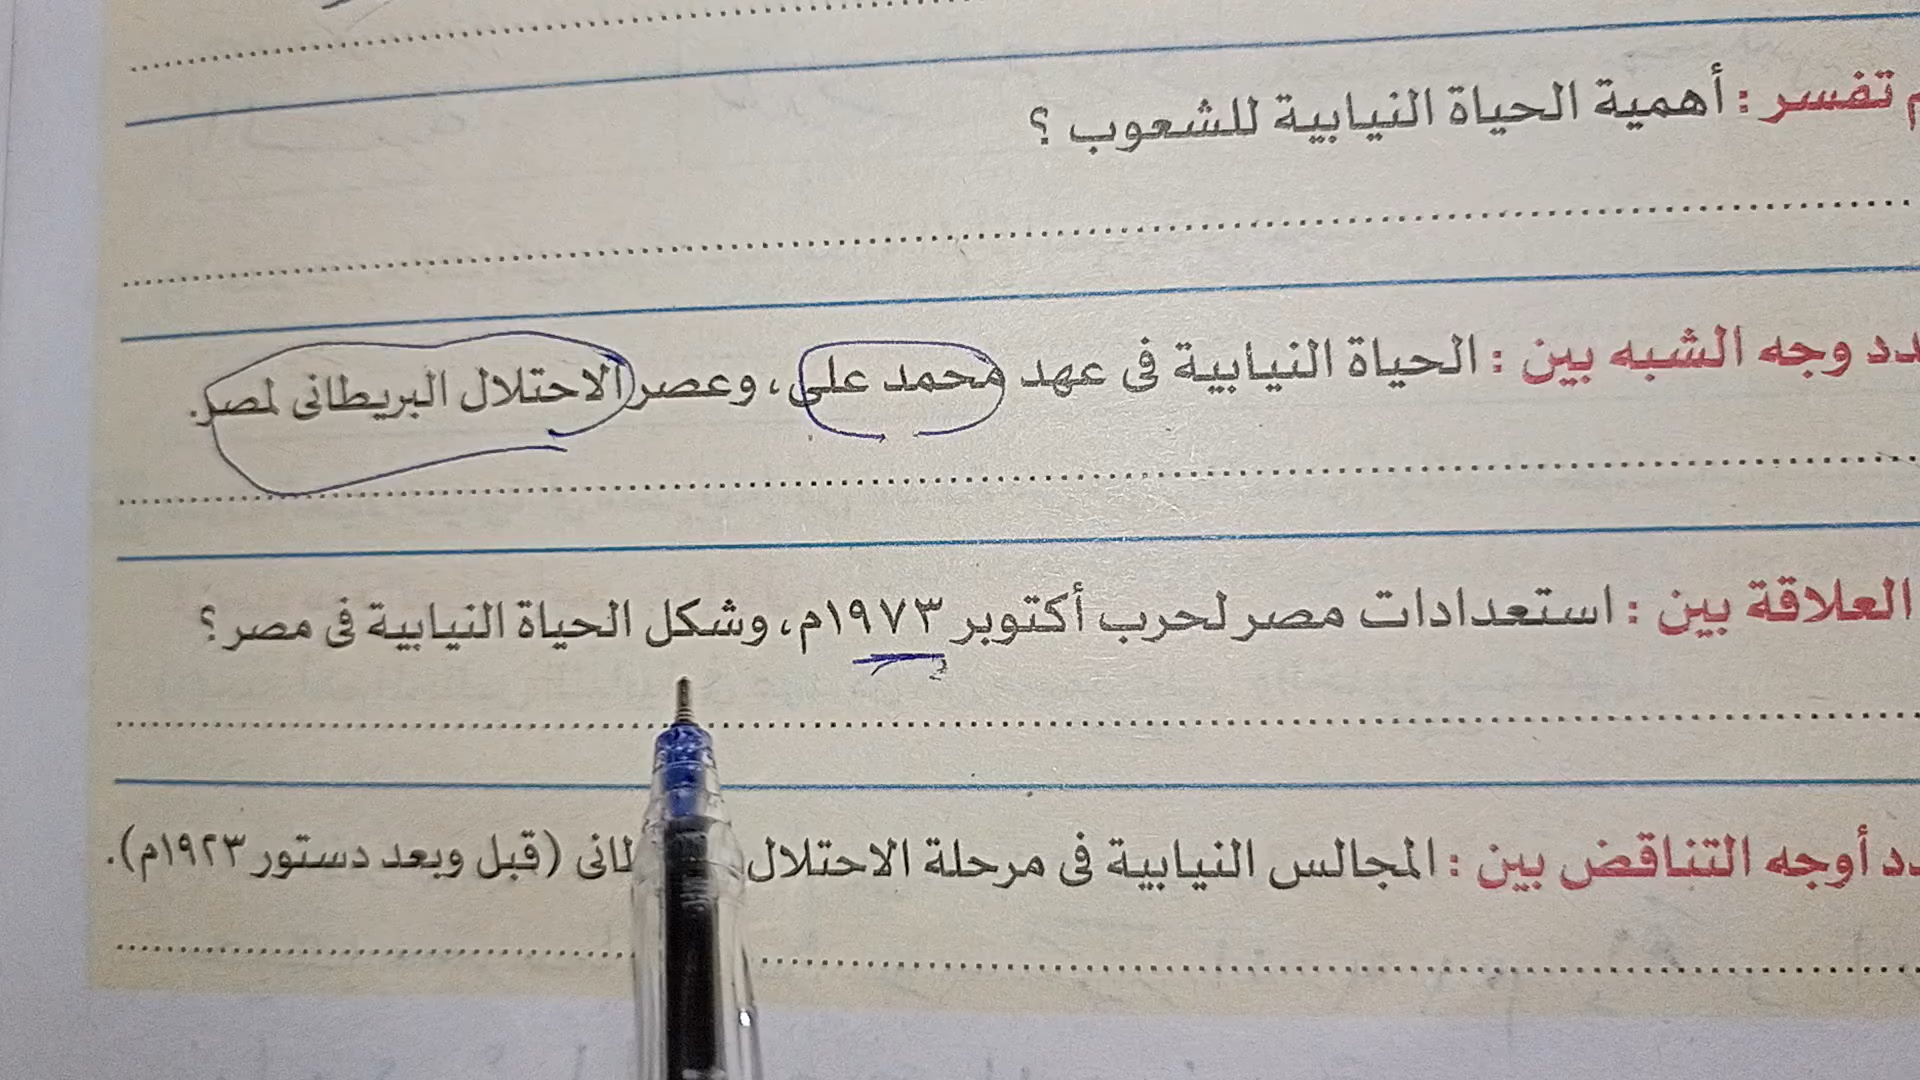 تفسر : أهمية الحياة النيابية للشعوب ؟
وجه الشبه بين : الحياة النيابية فى عهد محمد على ، وعصر الاحتلال البريطانى لمصر.
العلاقة بين : استعدادات مصر لحرب أكتوبر ١٩٧٣م، وشكل الحياة النيابية فى مصر ؟
أوجه التناقض بين : المجالس النيابية فى مرحلة الاحتلال (قبل وبعد دستور ١٩٢٣م).